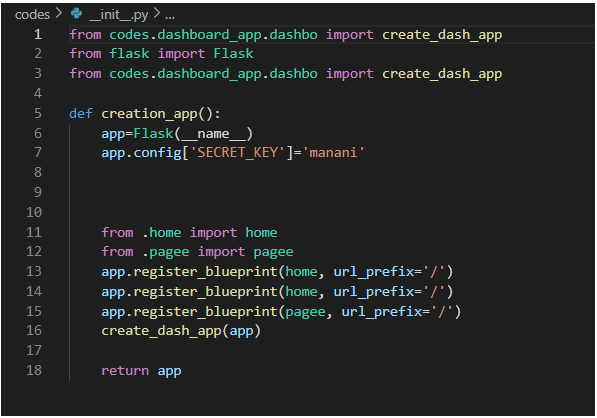 codes > __init__.py > ...
1 from codes.dashboard_app.dashbo import create_dash_app
2 from flask import Flask
3 from codes.dashboard_app.dashbo import create_dash_app
4
5 def creation_app():
6     app=Flask(__name__)
7     app.config['SECRET_KEY']='manani'
8
9
10
11     from .home import home
12     from .pagee import pagee
13     app.register_blueprint(home, url_prefix='/')
14     app.register_blueprint(home, url_prefix='/')
15     app.register_blueprint(pagee, url_prefix='/')
16     create_dash_app(app)
17
18     return app